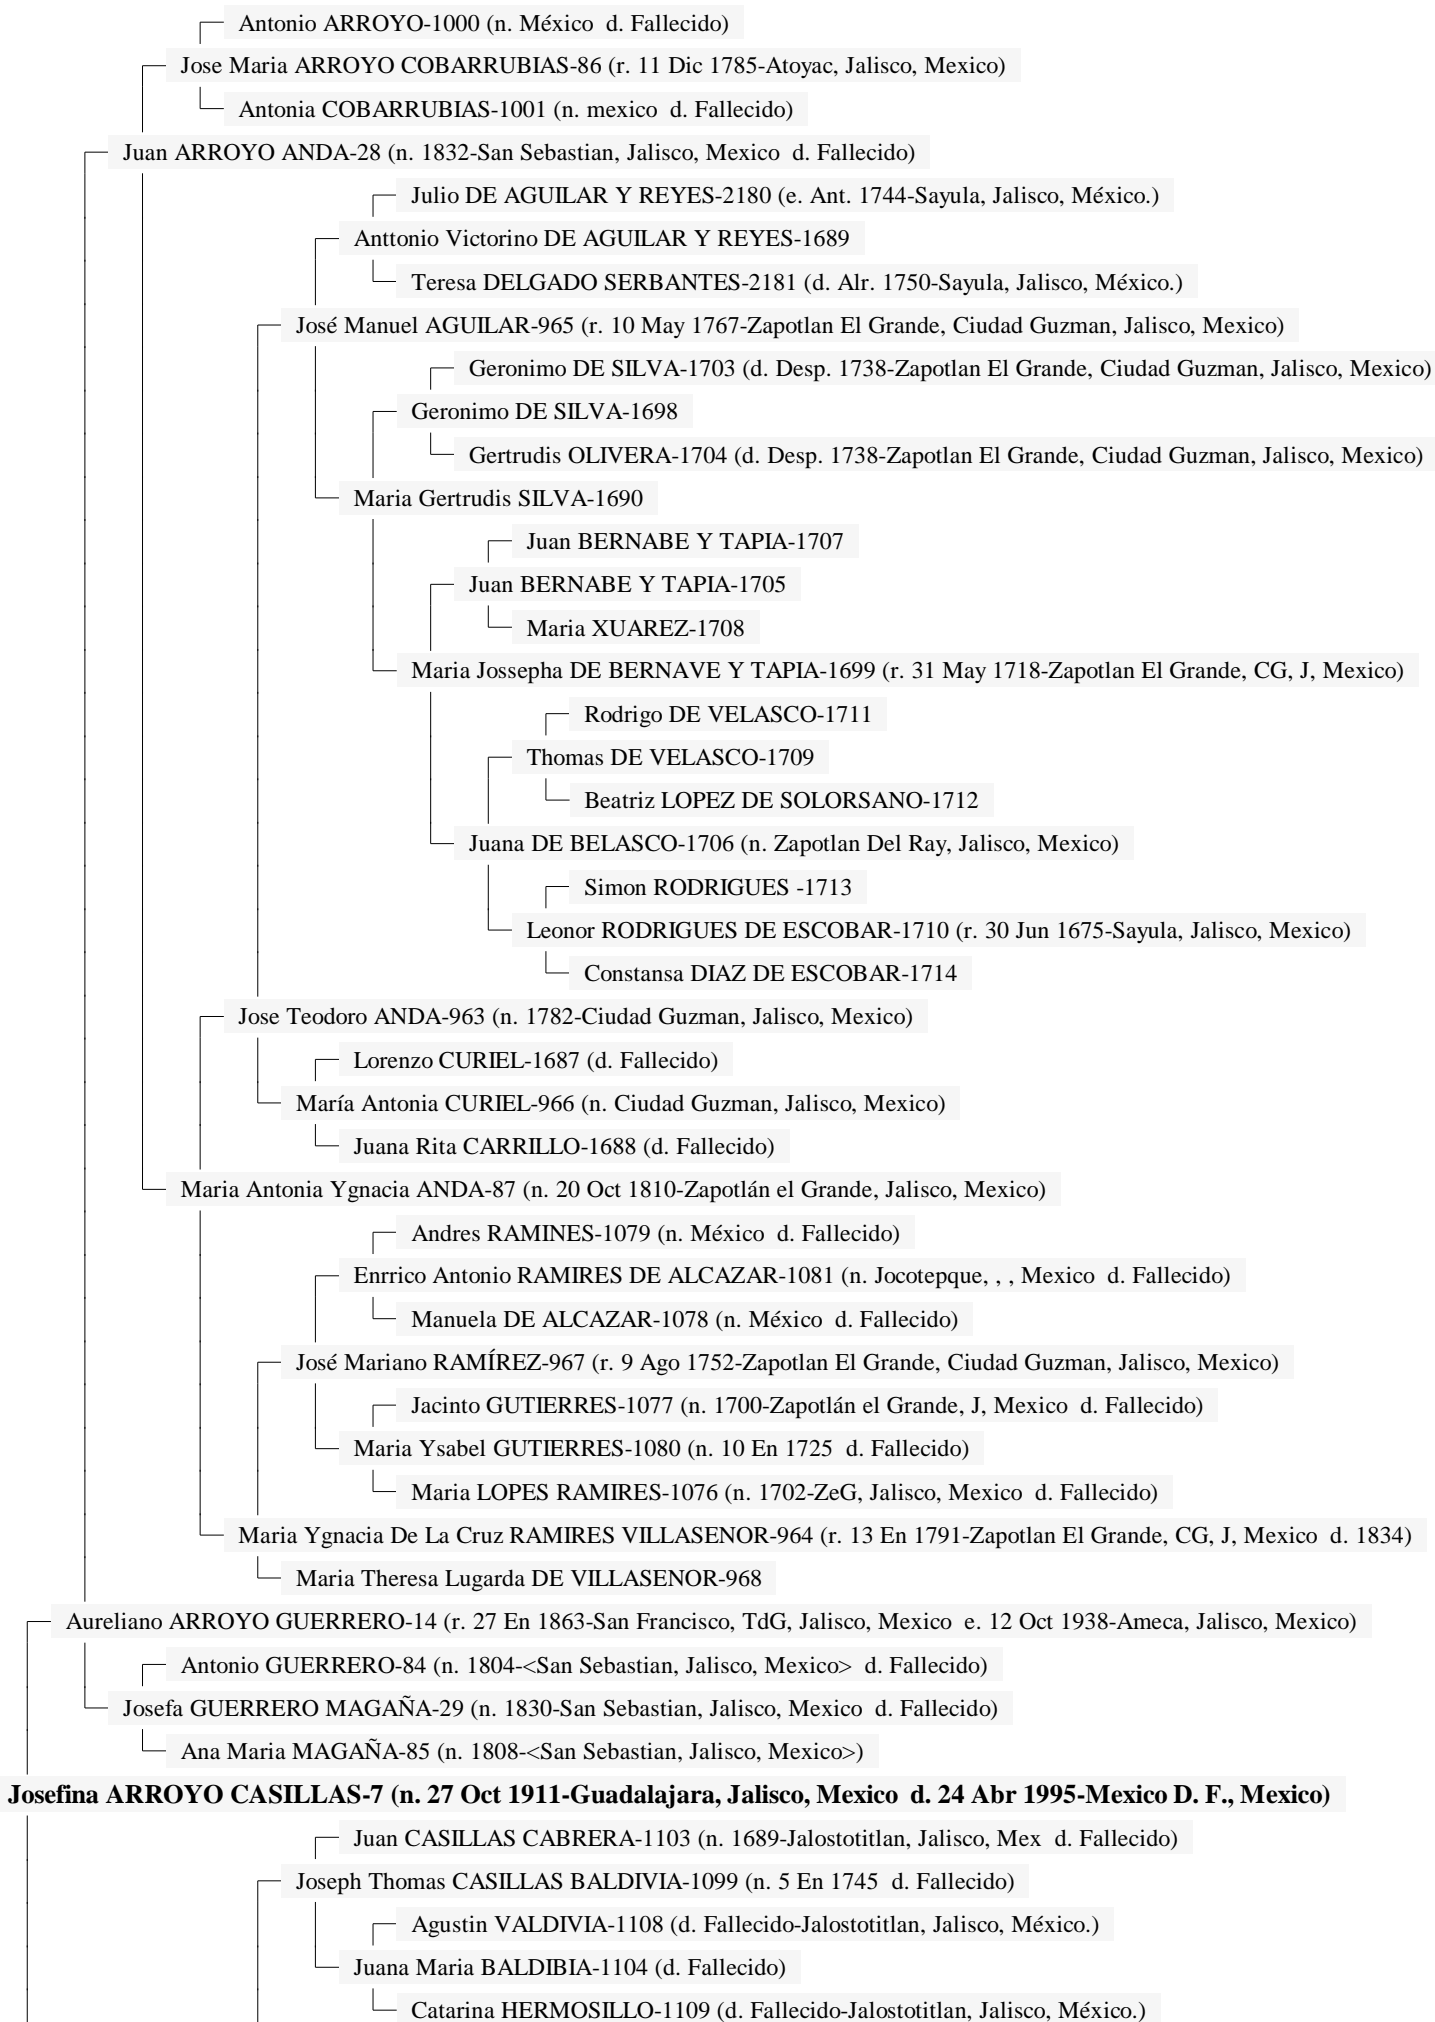 Antonio ARROYO-1000 (n. México  d. Fallecido)
Jose Maria ARROYO COBARRUBIAS-86 (r. 11 Dic 1785-Atoyac, Jalisco, Mexico)
Antonia COBARRUBIAS-1001 (n. mexico  d. Fallecido)
Juan ARROYO ANDA-28 (n. 1832-San Sebastian, Jalisco, Mexico  d. Fallecido)
Julio DE AGUILAR Y REYES-2180 (e. Ant. 1744-Sayula, Jalisco, México.)
Anttonio Victorino DE AGUILAR Y REYES-1689
Teresa DELGADO SERBANTES-2181 (d. Alr. 1750-Sayula, Jalisco, México.)
José Manuel AGUILAR-965 (r. 10 May 1767-Zapotlan El Grande, Ciudad Guzman, Jalisco, Mexico)
Geronimo DE SILVA-1703 (d. Desp. 1738-Zapotlan El Grande, Ciudad Guzman, Jalisco, Mexico)
Geronimo DE SILVA-1698
Gertrudis OLIVERA-1704 (d. Desp. 1738-Zapotlan El Grande, Ciudad Guzman, Jalisco, Mexico)
Maria Gertrudis SILVA-1690
Juan BERNABE Y TAPIA-1707
Juan BERNABE Y TAPIA-1705
Maria XUAREZ-1708
Maria Jossepha DE BERNAVE Y TAPIA-1699 (r. 31 May 1718-Zapotlan El Grande, CG, J, Mexico)
Rodrigo DE VELASCO-1711
Thomas DE VELASCO-1709
Beatriz LOPEZ DE SOLORSANO-1712
Juana DE BELASCO-1706 (n. Zapotlan Del Ray, Jalisco, Mexico)
Simon RODRIGUES -1713
Leonor RODRIGUES DE ESCOBAR-1710 (r. 30 Jun 1675-Sayula, Jalisco, Mexico)
Constansa DIAZ DE ESCOBAR-1714
Jose Teodoro ANDA-963 (n. 1782-Ciudad Guzman, Jalisco, Mexico)
Lorenzo CURIEL-1687 (d. Fallecido)
María Antonia CURIEL-966 (n. Ciudad Guzman, Jalisco, Mexico)
Juana Rita CARRILLO-1688 (d. Fallecido)
Maria Antonia Ygnacia ANDA-87 (n. 20 Oct 1810-Zapotlán el Grande, Jalisco, Mexico)
Andres RAMINES-1079 (n. México  d. Fallecido)
Enrrico Antonio RAMIRES DE ALCAZAR-1081 (n. Jocotepque, , , Mexico  d. Fallecido)
Manuela DE ALCAZAR-1078 (n. México  d. Fallecido)
José Mariano RAMÍREZ-967 (r. 9 Ago 1752-Zapotlan El Grande, Ciudad Guzman, Jalisco, Mexico)
Jacinto GUTIERRES-1077 (n. 1700-Zapotlán el Grande, J, Mexico  d. Fallecido)
Maria Ysabel GUTIERRES-1080 (n. 10 En 1725  d. Fallecido)
Maria LOPES RAMIRES-1076 (n. 1702-ZeG, Jalisco, Mexico  d. Fallecido)
Maria Ygnacia De La Cruz RAMIRES VILLASENOR-964 (r. 13 En 1791-Zapotlan El Grande, CG, J, Mexico  d. 1834)
Maria Theresa Lugarda DE VILLASENOR-968
Aureliano ARROYO GUERRERO-14 (r. 27 En 1863-San Francisco, TdG, Jalisco, Mexico  e. 12 Oct 1938-Ameca, Jalisco, Mexico)
Antonio GUERRERO-84 (n. 1804-<San Sebastian, Jalisco, Mexico>  d. Fallecido)
Josefa GUERRERO MAGAÑA-29 (n. 1830-San Sebastian, Jalisco, Mexico  d. Fallecido)
Ana Maria MAGAÑA-85 (n. 1808-<San Sebastian, Jalisco, Mexico>)
Josefina ARROYO CASILLAS-7 (n. 27 Oct 1911-Guadalajara, Jalisco, Mexico  d. 24 Abr 1995-Mexico D. F., Mexico)
Juan CASILLAS CABRERA-1103 (n. 1689-Jalostotitlan, Jalisco, Mex  d. Fallecido)
Joseph Thomas CASILLAS BALDIVIA-1099 (n. 5 En 1745  d. Fallecido)
Agustin VALDIVIA-1108 (d. Fallecido-Jalostotitlan, Jalisco, México.)
Juana Maria BALDIBIA-1104 (d. Fallecido)
Catarina HERMOSILLO-1109 (d. Fallecido-Jalostotitlan, Jalisco, México.)